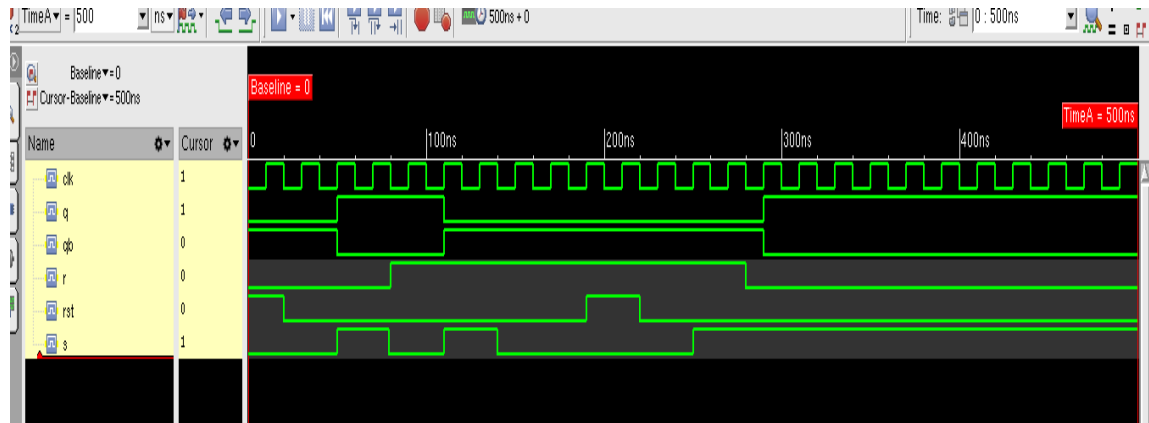 TimeA = 500 ns 500ns + 0 Time: 0 : 500ns
x2
Baseline = 0
Cursor-Baseline = 500ns
Baseline = 0
TimeA = 500ns
Name Cursor 0 100ns 200ns 300ns 400ns
clk 1
q 1
qb 0
r 0
rst 0
s 1